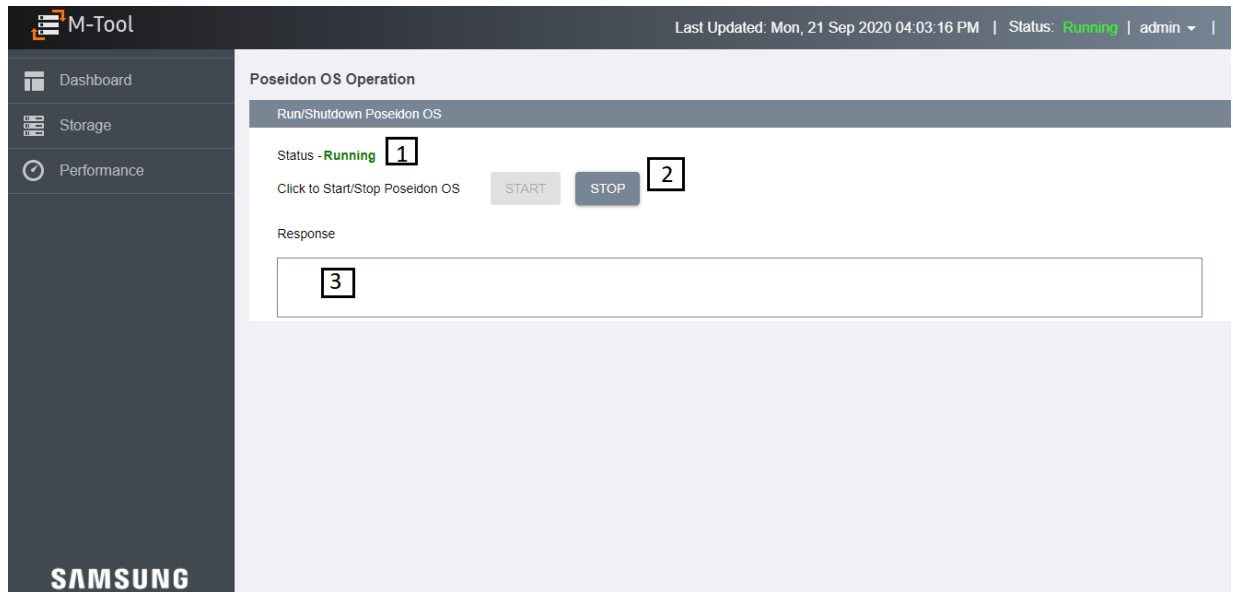 M-Tool
Last Updated: Mon, 21 Sep 2020 04:03:16 PM | Status: Running | admin |
Dashboard
Storage
Performance
Poseidon OS Operation
Run/Shutdown Poseidon OS
Status - Running 1
Click to Start/Stop Poseidon OS START STOP 2
Response
3
SAMSUNG